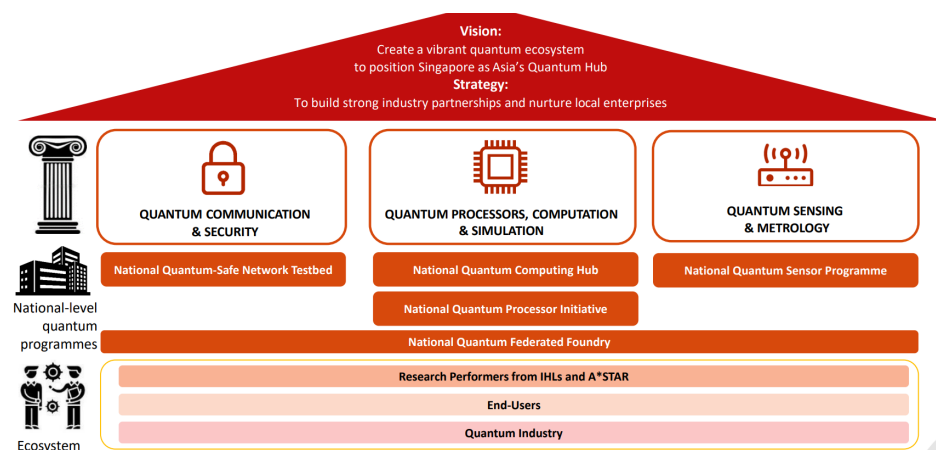 Vision:
Create a vibrant quantum ecosystem
to position Singapore as Asia's Quantum Hub
Strategy:
To build strong industry partnerships and nurture local enterprises
QUANTUM COMMUNICATION
& SECURITY
QUANTUM PROCESSORS, COMPUTATION
& SIMULATION
QUANTUM SENSING
& METROLOGY
National-level
quantum
programmes
National Quantum-Safe Network Testbed
National Quantum Computing Hub
National Quantum Sensor Programme
National Quantum Processor Initiative
National Quantum Federated Foundry
Ecosystem
Research Performers from IHLs and A*STAR
End-Users
Quantum Industry